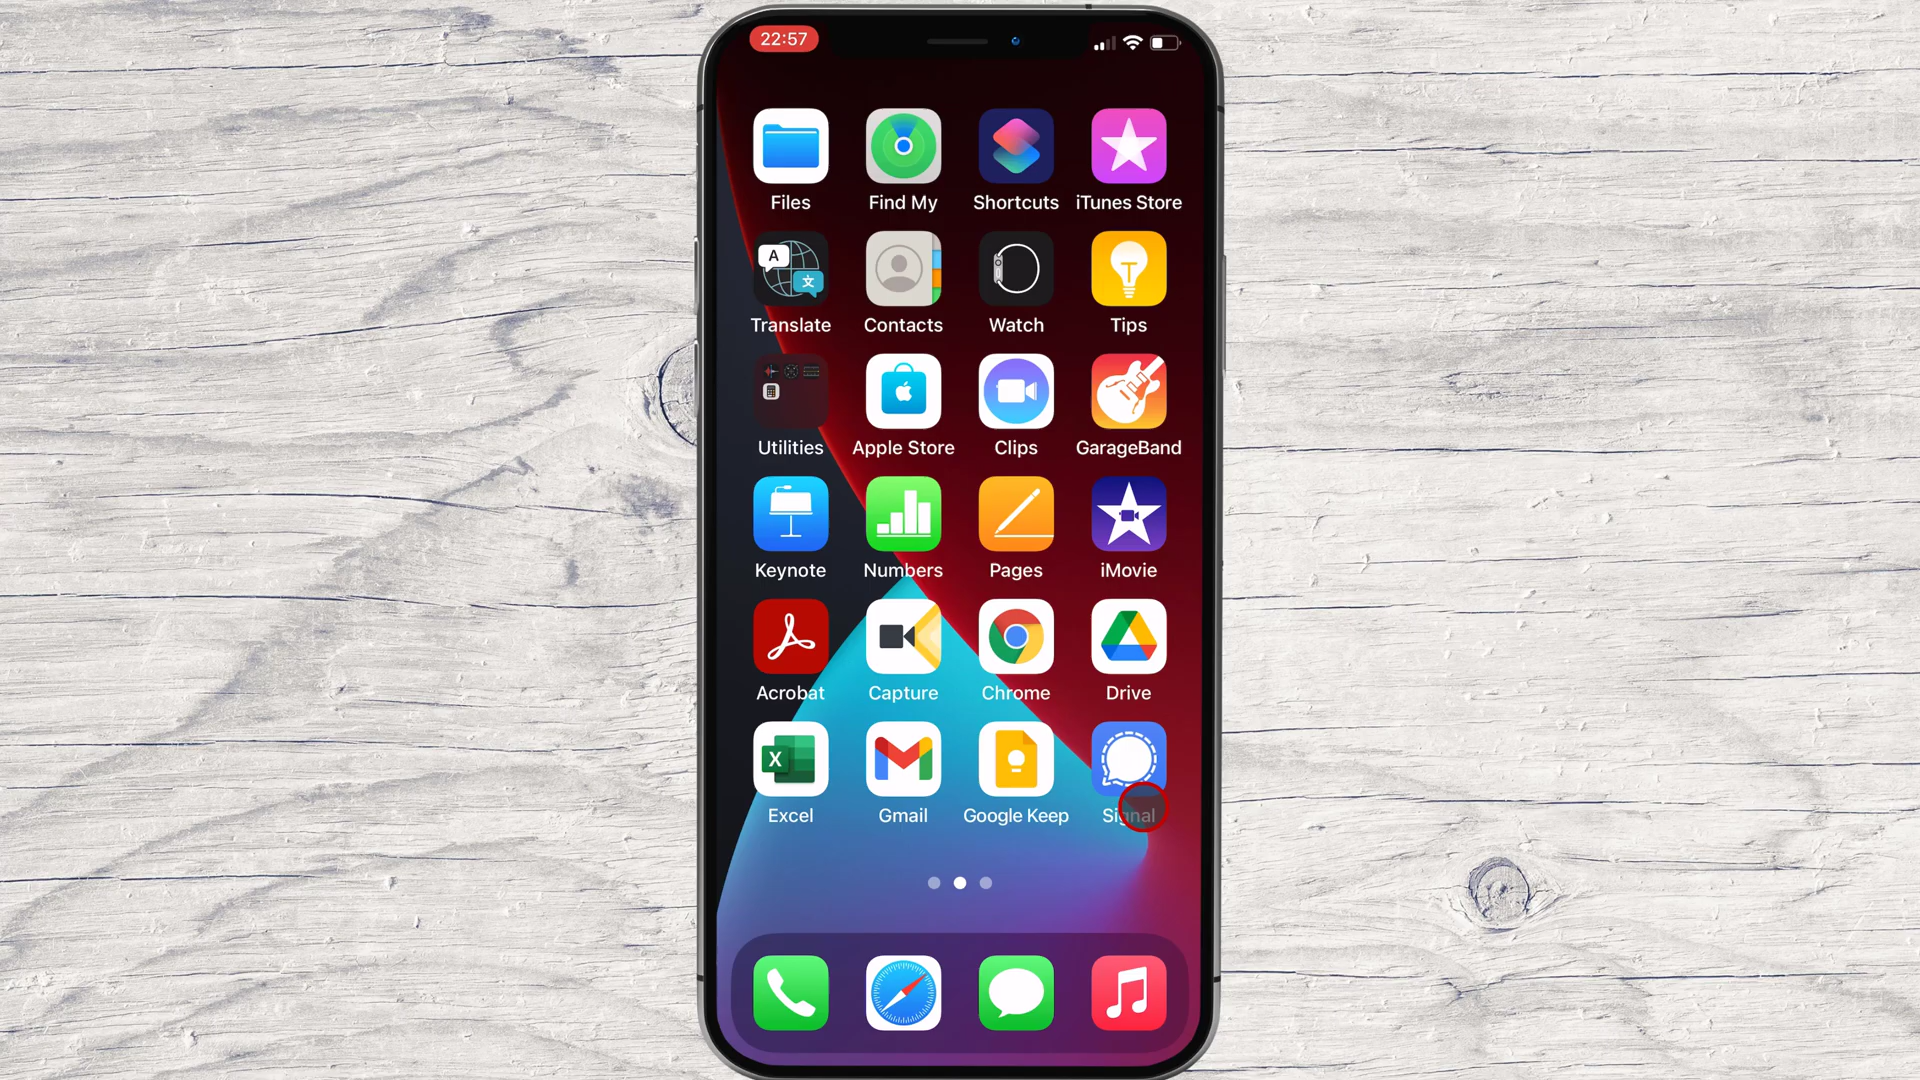 22:57
Files Find My Shortcuts iTunes Store
A 文
Translate Contacts Watch Tips
Utilities Apple Store Clips GarageBand
Keynote Numbers Pages iMovie
Acrobat Capture Chrome Drive
X
Excel Gmail Google Keep Signal